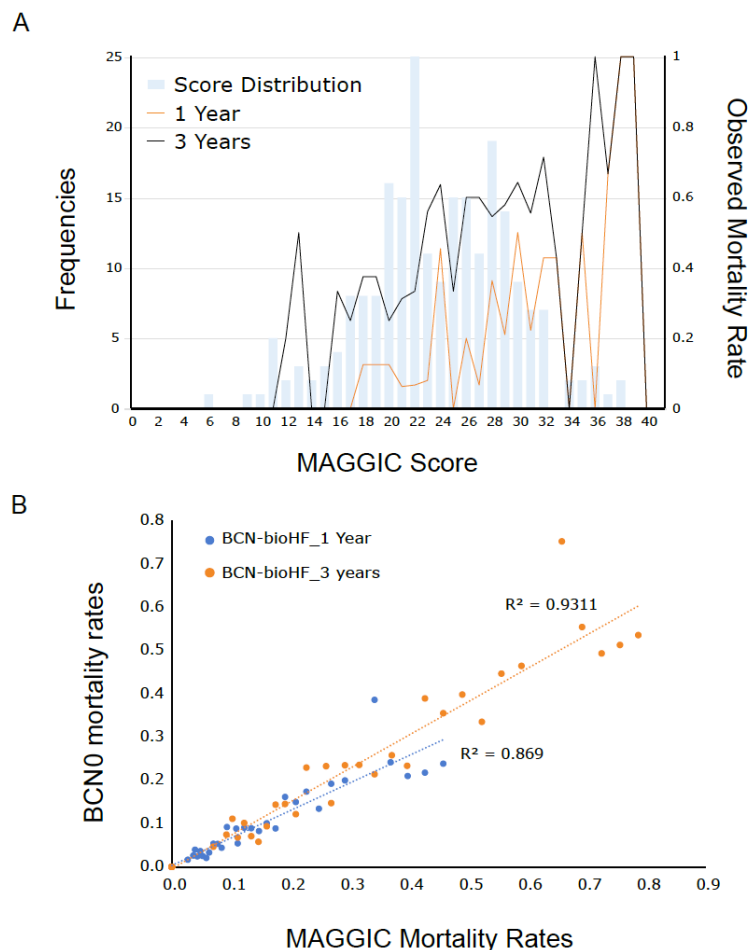 A
Score Distribution
1 Year
3 Years
Frequencies
25
20
15
10
5
0
1
0.8
0.6
0.4
0.2
0
Observed Mortality Rate
0 2 4 6 8 10 12 14 16 18 20 22 24 26 28 30 32 34 36 38 40
MAGGIC Score
B
BCN-bioHF_1 Year
BCN-bioHF_3 years
BCN0 mortality rates
0.8
0.7
0.6
0.5
0.4
0.3
0.2
0.1
0.0
R² = 0.9311
R² = 0.869
0.0 0.1 0.2 0.3 0.4 0.5 0.6 0.7 0.8 0.9
MAGGIC Mortality Rates